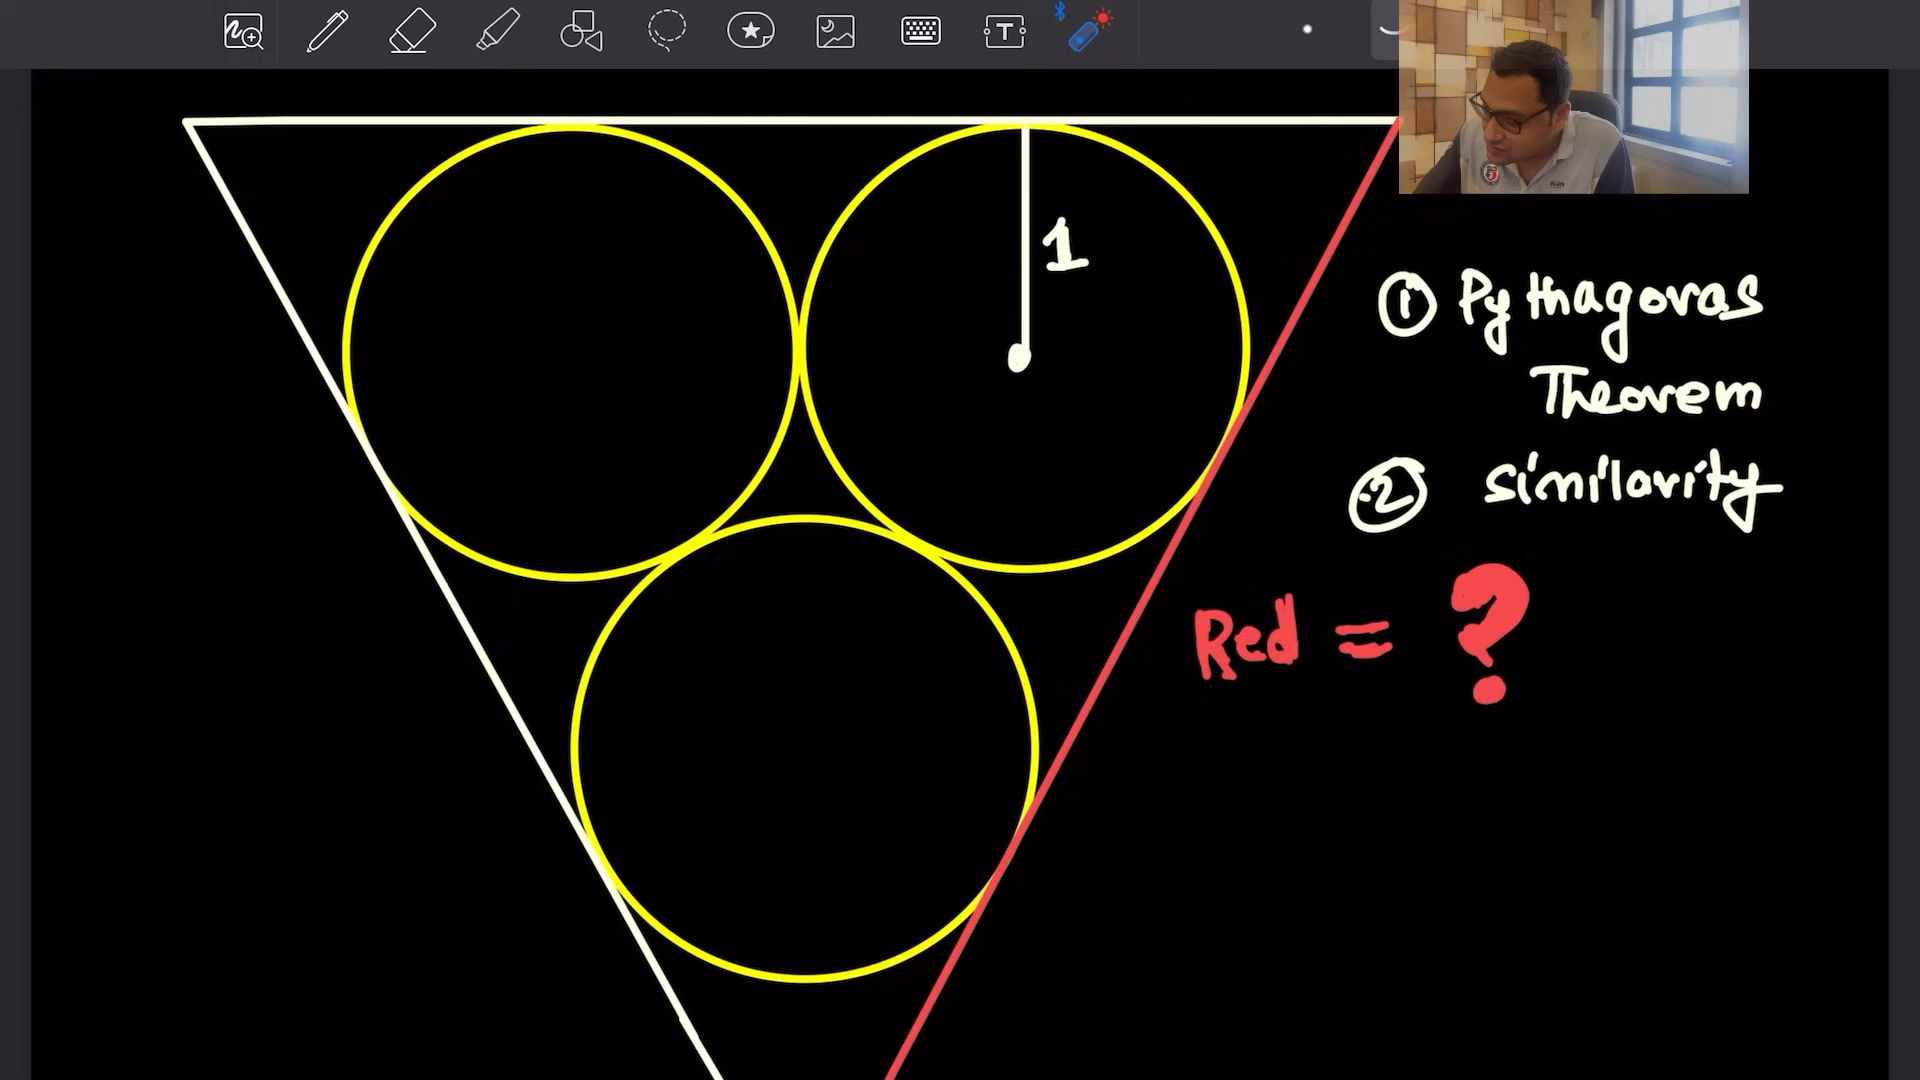 1
① Pythagoras
Theorem
② similarity
Red = ?